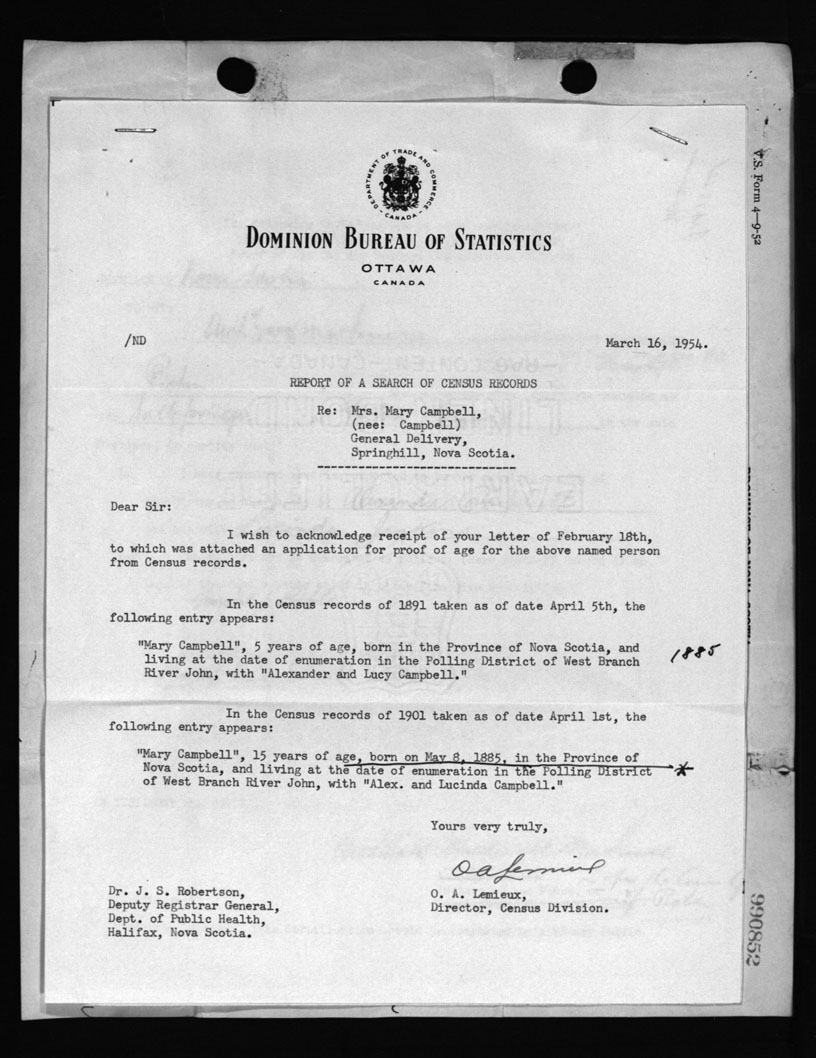 DEPARTMENT OF TRADE AND COMMERCE
CANADA
DOMINION BUREAU OF STATISTICS
OTTAWA
CANADA
V.S. Form 4—9-52
/ND
March 16, 1954.
REPORT OF A SEARCH OF CENSUS RECORDS
Re: Mrs. Mary Campbell,
(nee: Campbell)
General Delivery,
Springhill, Nova Scotia.
Dear Sir:
I wish to acknowledge receipt of your letter of February 18th,
to which was attached an application for proof of age for the above named person
from Census records.
In the Census records of 1891 taken as of date April 5th, the
following entry appears:
"Mary Campbell", 5 years of age, born in the Province of Nova Scotia, and
living at the date of enumeration in the Polling District of West Branch
River John, with "Alexander and Lucy Campbell."
1885
In the Census records of 1901 taken as of date April 1st, the
following entry appears:
"Mary Campbell", 15 years of age, born on May 8, 1885, in the Province of
Nova Scotia, and living at the date of enumeration in the Polling District
of West Branch River John, with "Alex. and Lucinda Campbell."
Yours very truly,
O A Lemieux
O. A. Lemieux,
Director, Census Division.
Dr. J. S. Robertson,
Deputy Registrar General,
Dept. of Public Health,
Halifax, Nova Scotia.
990852